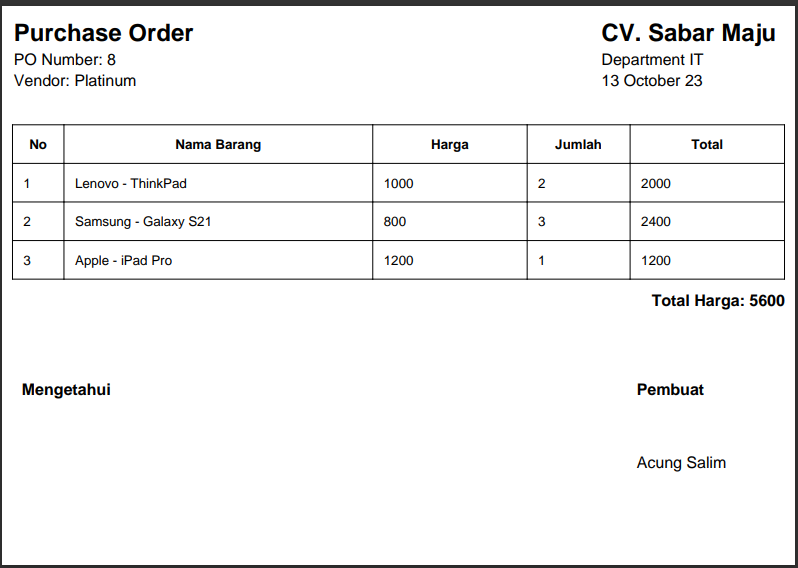 Purchase Order
PO Number: 8
Vendor: Platinum
CV. Sabar Maju
Department IT
13 October 23
No Nama Barang Harga Jumlah Total
1 Lenovo - ThinkPad 1000 2 2000
2 Samsung - Galaxy S21 800 3 2400
3 Apple - iPad Pro 1200 1 1200
Total Harga: 5600
Mengetahui
Pembuat
Acung Salim